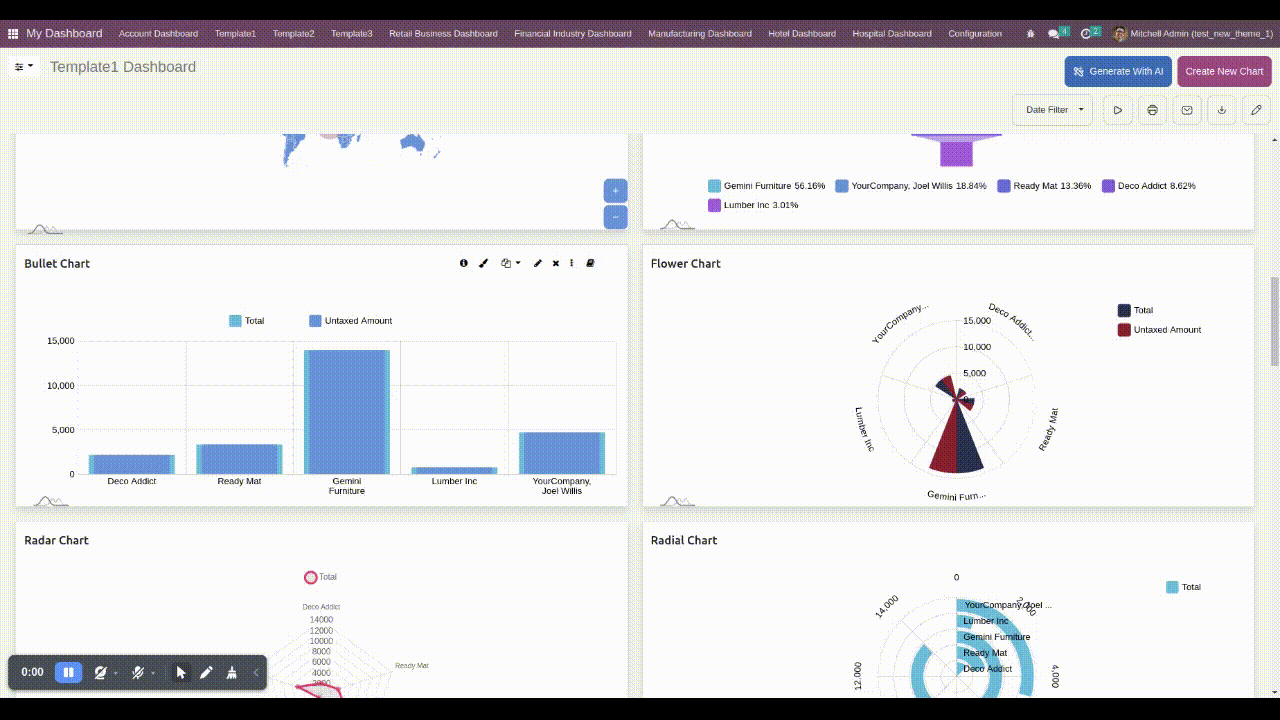 My Dashboard Account Dashboard Template1 Template2 Template3 Retail Business Dashboard Financial Industry Dashboard Manufacturing Dashboard Hotel Dashboard Hospital Dashboard Configuration 4 2 Mitchell Admin (test_new_theme_1)
Template1 Dashboard
Generate With AI Create New Chart
Date Filter
+
−
Gemini Furniture 56.16% YourCompany, Joel Willis 18.84% Ready Mat 13.36% Deco Addict 8.62%
Lumber Inc 3.01%
Bullet Chart
Total Untaxed Amount
15,000
10,000
5,000
0
Deco Addict Ready Mat Gemini Furniture Lumber Inc YourCompany, Joel Willis
Flower Chart
Total
Untaxed Amount
YourCompany... Deco Addict...
15,000
10,000
5,000
0
Lumber Inc Ready Mat
Gemini Furn...
Radar Chart
Total
Deco Addict
14000
12000
10000
8000
6000
4000
2000
Ready Mat
Radial Chart
Total
0
14,000 2,000
YourCompany, Joel ...
Lumber Inc
Gemini Furniture
Ready Mat
Deco Addict
12,000 4,000
0:00